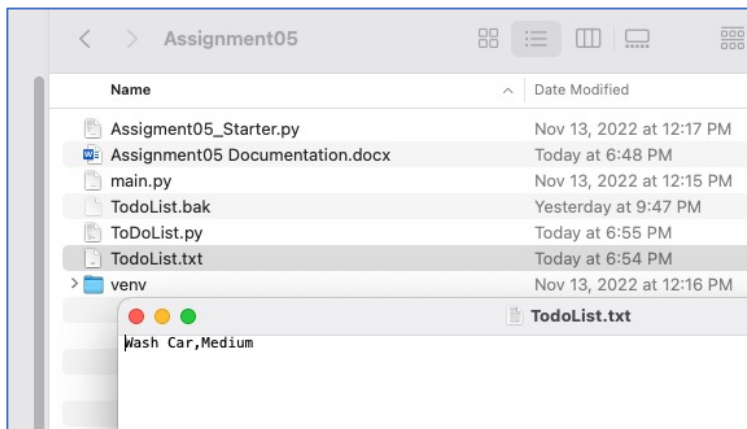 Assignment05
Name Date Modified
Assigment05_Starter.py Nov 13, 2022 at 12:17 PM
Assignment05 Documentation.docx Today at 6:48 PM
main.py Nov 13, 2022 at 12:15 PM
TodoList.bak Yesterday at 9:47 PM
ToDoList.py Today at 6:55 PM
TodoList.txt Today at 6:54 PM
venv Nov 13, 2022 at 12:16 PM
TodoList.txt
Wash Car,Medium